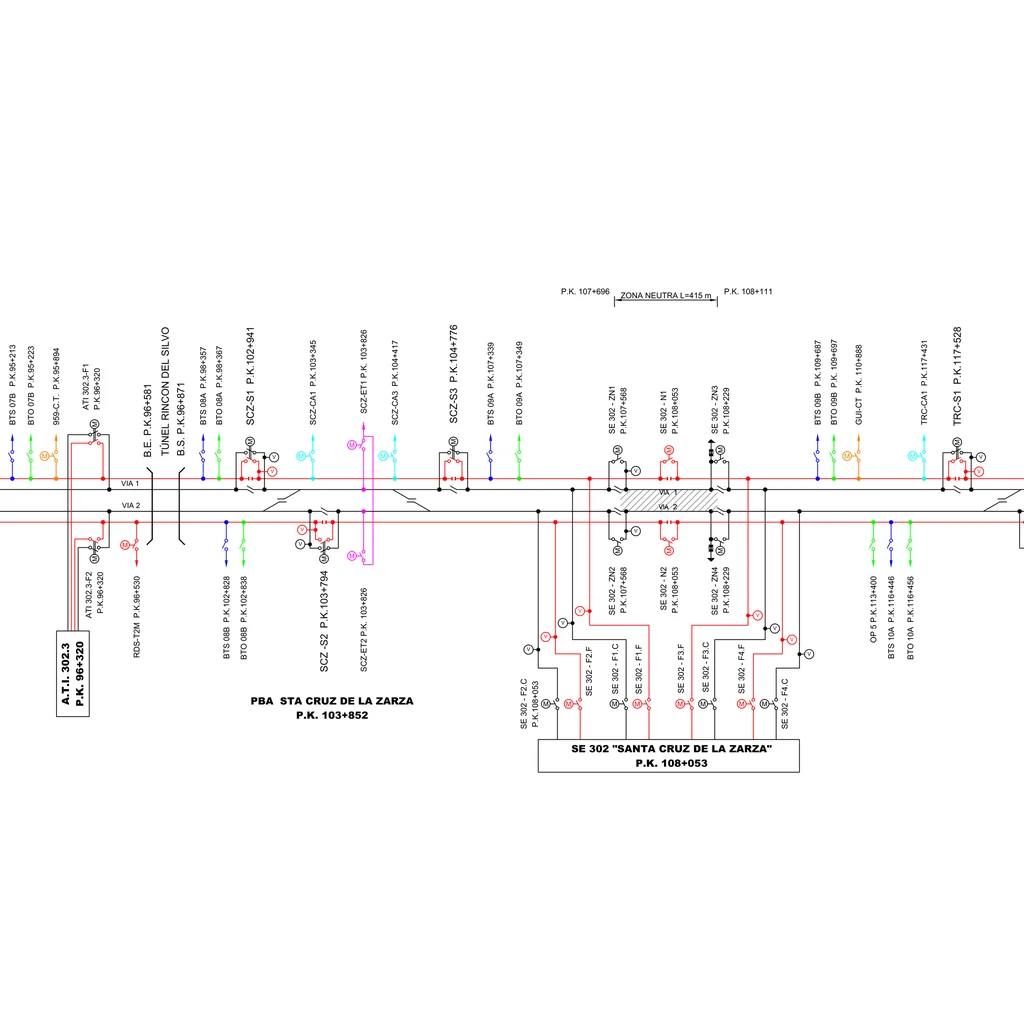 P.K. 107+696
ZONA NEUTRA L=415 m
P.K. 108+111
BTS 07B P.K.95+213
BTO 07B P.K.95+223
959-C.T. P.K.95+894
ATI 302.3-F1
P.K.96+320
B.E. P.K.96+581
TÚNEL RINCON DEL SILVO
B.S. P.K.96+871
BTS 08A P.K.98+357
BTO 08A P.K.98+367
SCZ-S1 P.K.102+941
SCZ-CA1 P.K.103+345
SCZ-ET1 P.K. 103+826
SCZ-CA3 P.K.104+417
SCZ-S3 P.K.104+776
BTS 09A P.K.107+339
BTO 09A P.K.107+349
SE 302 - ZN1
P.K.107+568
SE 302 - N1
P.K.108+053
SE 302 - ZN3
P.K.108+229
BTS 09B P.K.109+687
BTO 09B P.K. 109+697
GUI-CT P.K. 110+888
TRC-CA1 P.K.117+431
TRC-S1 P.K.117+528
VIA 1
VIA 2
VIA 1
VIA 2
ATI 302.3-F2
P.K.96+320
RDS-T2M P.K.96+530
BTS 08B P.K.102+828
BTO 08B P.K.102+838
SCZ -S2 P.K.103+794
SCZ-ET2 P.K. 103+826
SE 302 - ZN2
P.K.107+568
SE 302 - N2
P.K.108+053
SE 302 - ZN4
P.K.108+229
OP 5 P.K.113+400
BTS 10A P.K.116+446
BTO 10A P.K.116+456
A.T.I. 302.3
P.K. 96+320
PBA STA CRUZ DE LA ZARZA
P.K. 103+852
SE 302 - F2.C
P.K.108+053
SE 302 - F2.F
SE 302 - F1.C
SE 302 - F1.F
SE 302 - F3.F
SE 302 - F3.C
SE 302 - F4.F
SE 302 - F4.C
SE 302 "SANTA CRUZ DE LA ZARZA"
P.K. 108+053